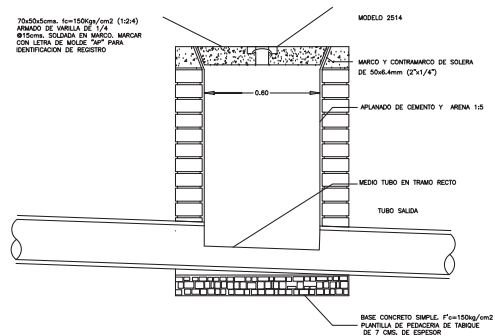 70x50x5cms. fc=150Kgs/cm2 (1:2:4)
ARMADO DE VARILLA DE 1/4
@15cms. SOLDADA EN MARCO. MARCAR
CON LETRA DE MOLDE "AP" PARA
IDENTIFICACION DE REGISTRO
MODELO 2514
MARCO Y CONTRAMARCO DE SOLERA
DE 50x6.4mm (2"x1/4")
0.60
APLANADO DE CEMENTO Y ARENA 1:5
MEDIO TUBO EN TRAMO RECTO
TUBO SALIDA
BASE CONCRETO SIMPLE. F'c=150kg/cm2
PLANTILLA DE PEDACERIA DE TABIQUE
DE 7 CMS. DE ESPESOR